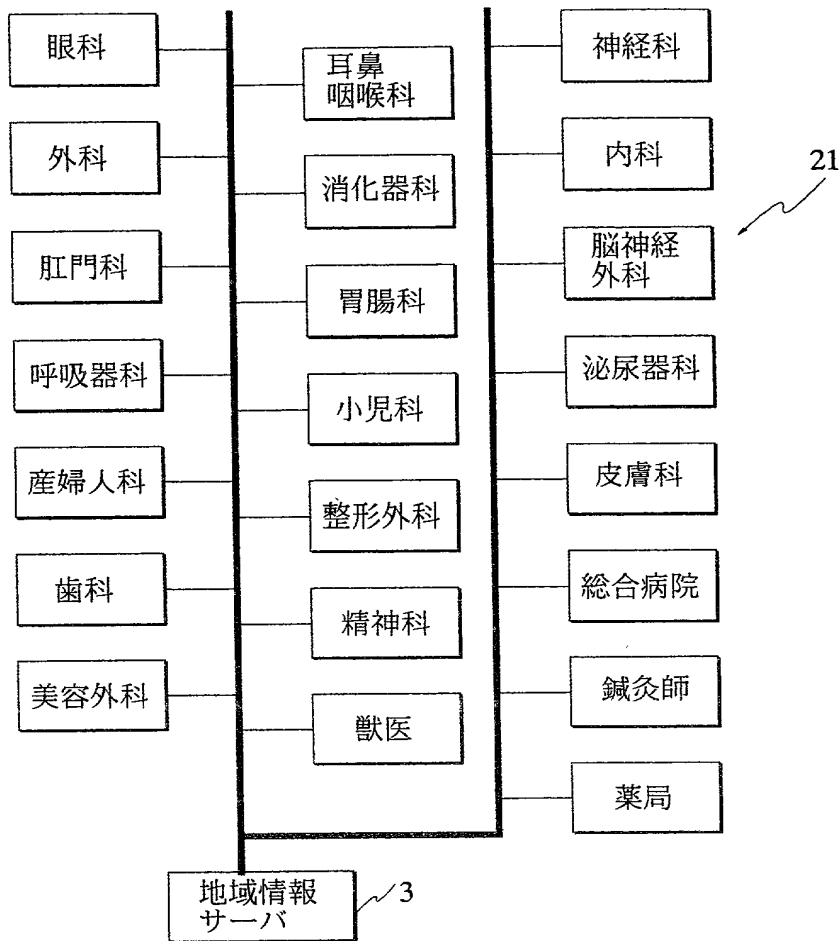 眼科
外科
肛門科
呼吸器科
産婦人科
歯科
美容外科
耳鼻
咽喉科
消化器科
胃腸科
小児科
整形外科
精神科
獣医
神経科
内科
脳神経
外科
泌尿器科
皮膚科
総合病院
鍼灸師
薬局
21
地域情報
サーバ
3